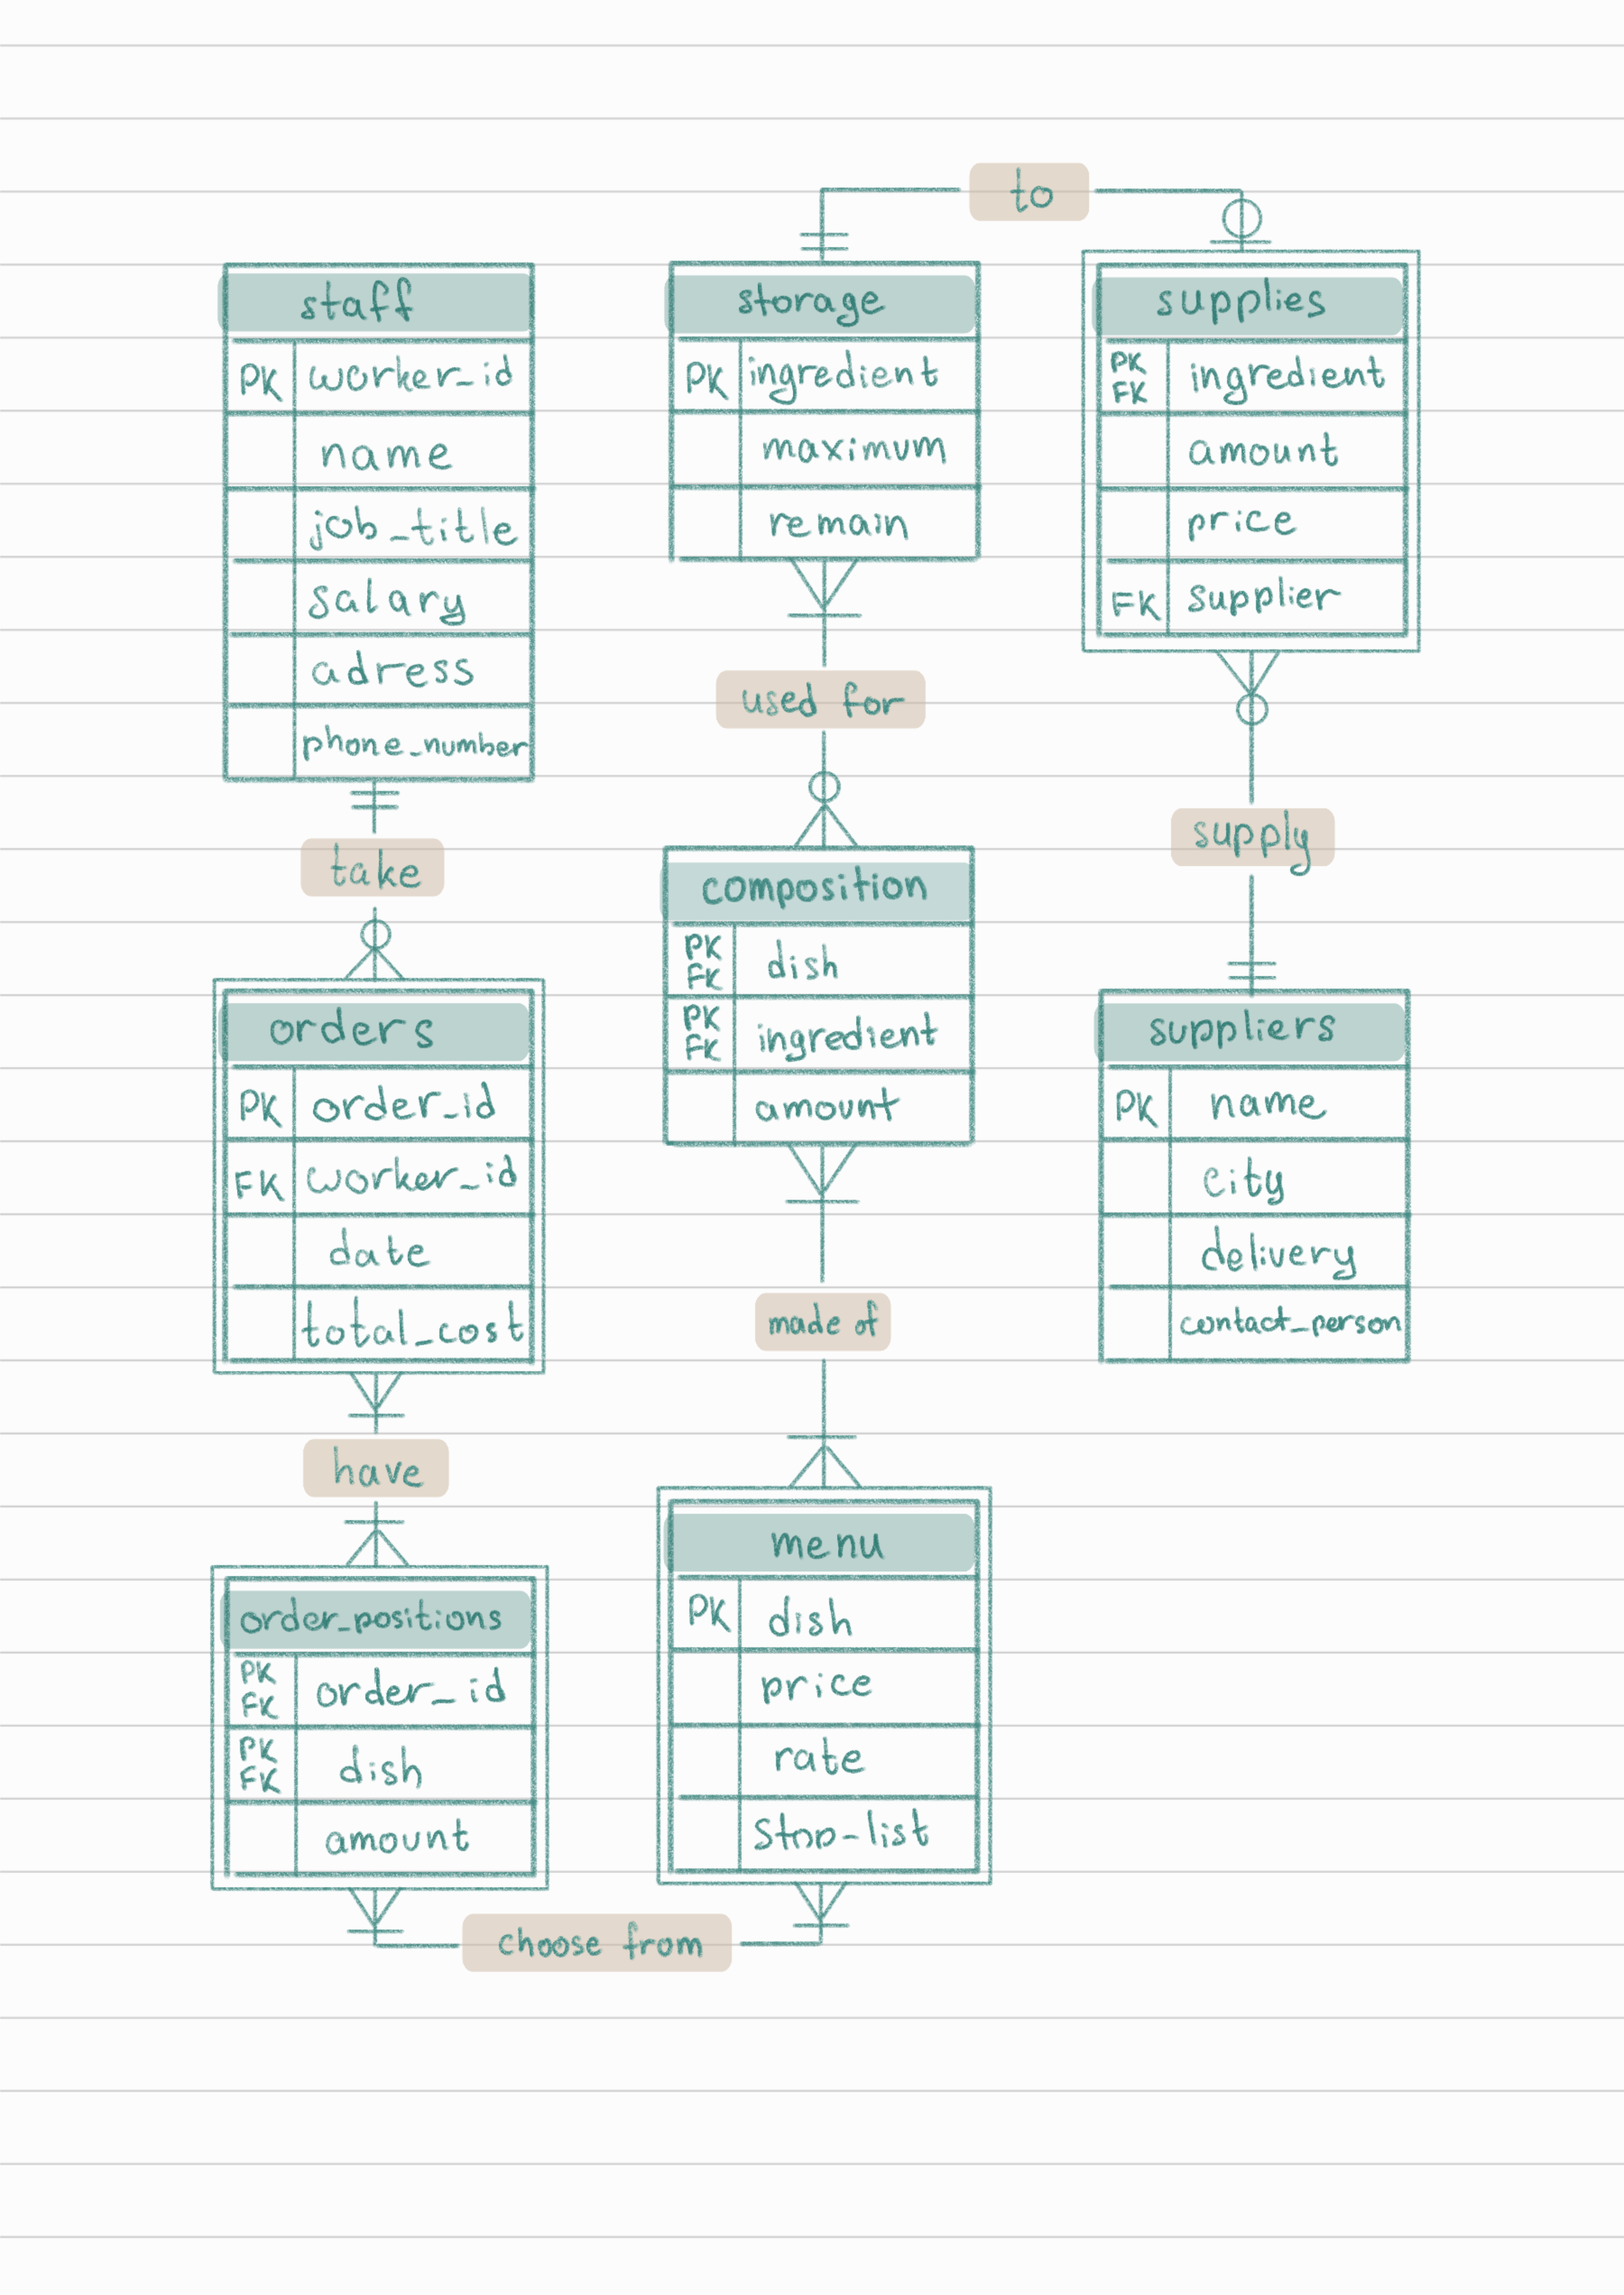 to
staff
PK worker_id
name
job_title
salary
adress
phone_number
take
orders
PK order_id
FK worker_id
date
total_cost
have
order_positions
PK
FK order_id
PK
FK dish
amount
choose from
storage
PK ingredient
maximum
remain
used for
composition
PK
FK dish
PK
FK ingredient
amount
made of
menu
PK dish
price
rate
stop-list
supplies
PK
FK ingredient
amount
price
FK supplier
supply
suppliers
PK name
city
delivery
contact_person